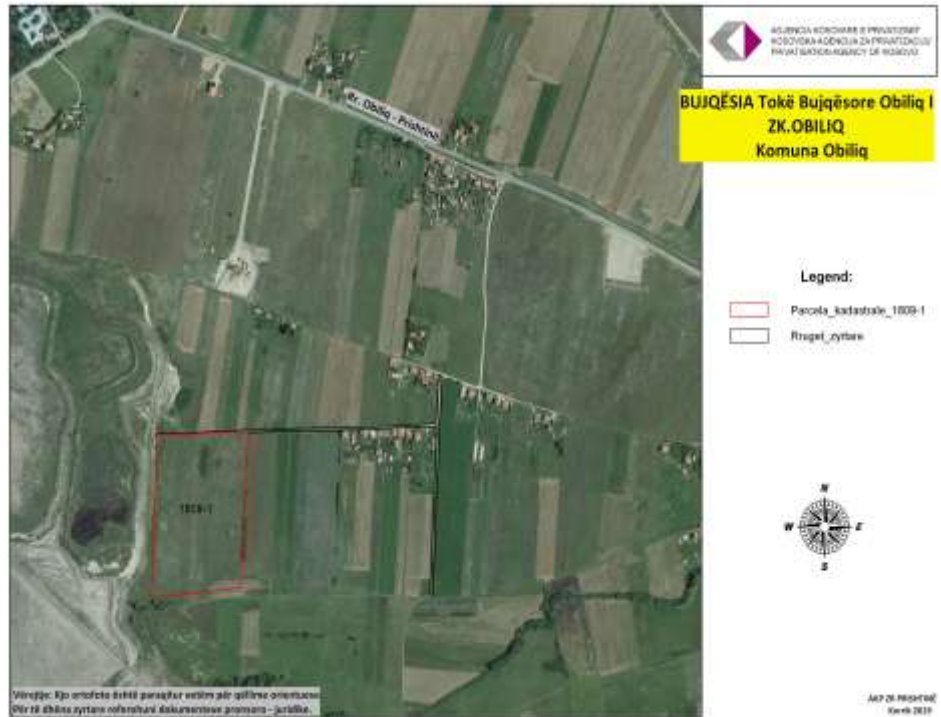 AGJENCIA KOSOVARE E PRIVATIZIMIT
KOSOVSKA AGENCIJA ZA PRIVATIZACIJU
PRIVATISATION AGENCY OF KOSOVO
BUJQËSIA Tokë Bujqësore Obiliq I
ZK.OBILIQ
Komuna Obiliq
Rr. Obiliq - Prishtinë
Legend:
Parcela_kadastrale_1809-1
Rruget_zyrtare
1809-1
N
W E
S
Vërejtje: Kjo ortofoto është paraqitur vetëm për qëllime orientuese.
Për të dhëna zyrtare referohuni dokumenteve pronësoro - juridike.
AKP ZR PRISHTINË
Korrik